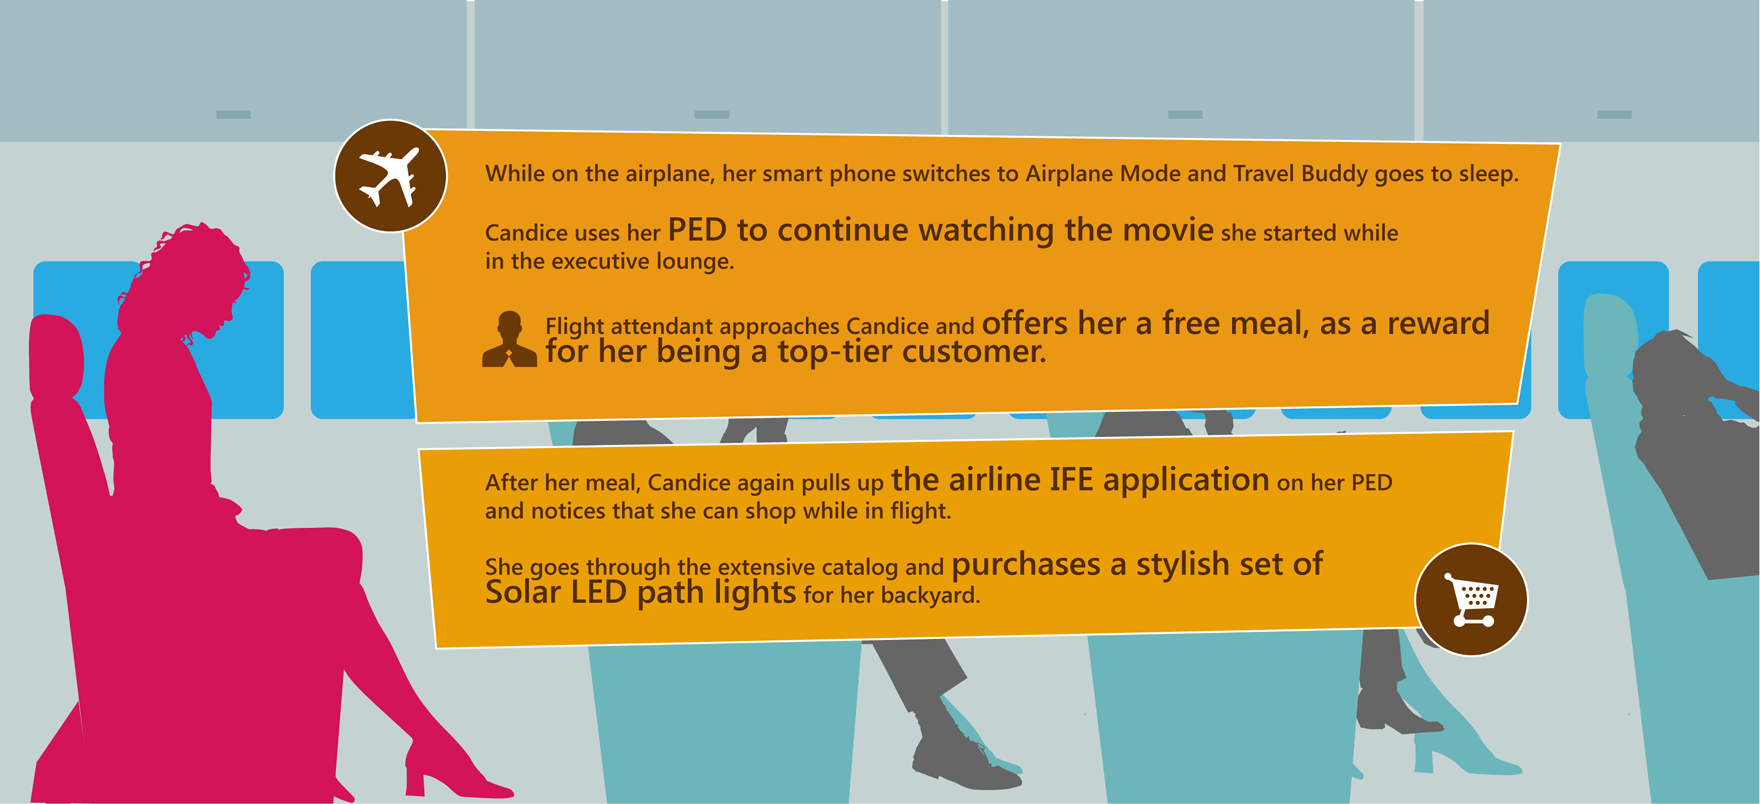 While on the airplane, her smart phone switches to Airplane Mode and Travel Buddy goes to sleep.
Candice uses her PED to continue watching the movie she started while
in the executive lounge.
Flight attendant approaches Candice and offers her a free meal, as a reward
for her being a top-tier customer.
After her meal, Candice again pulls up the airline IFE application on her PED
and notices that she can shop while in flight.
She goes through the extensive catalog and purchases a stylish set of
Solar LED path lights for her backyard.